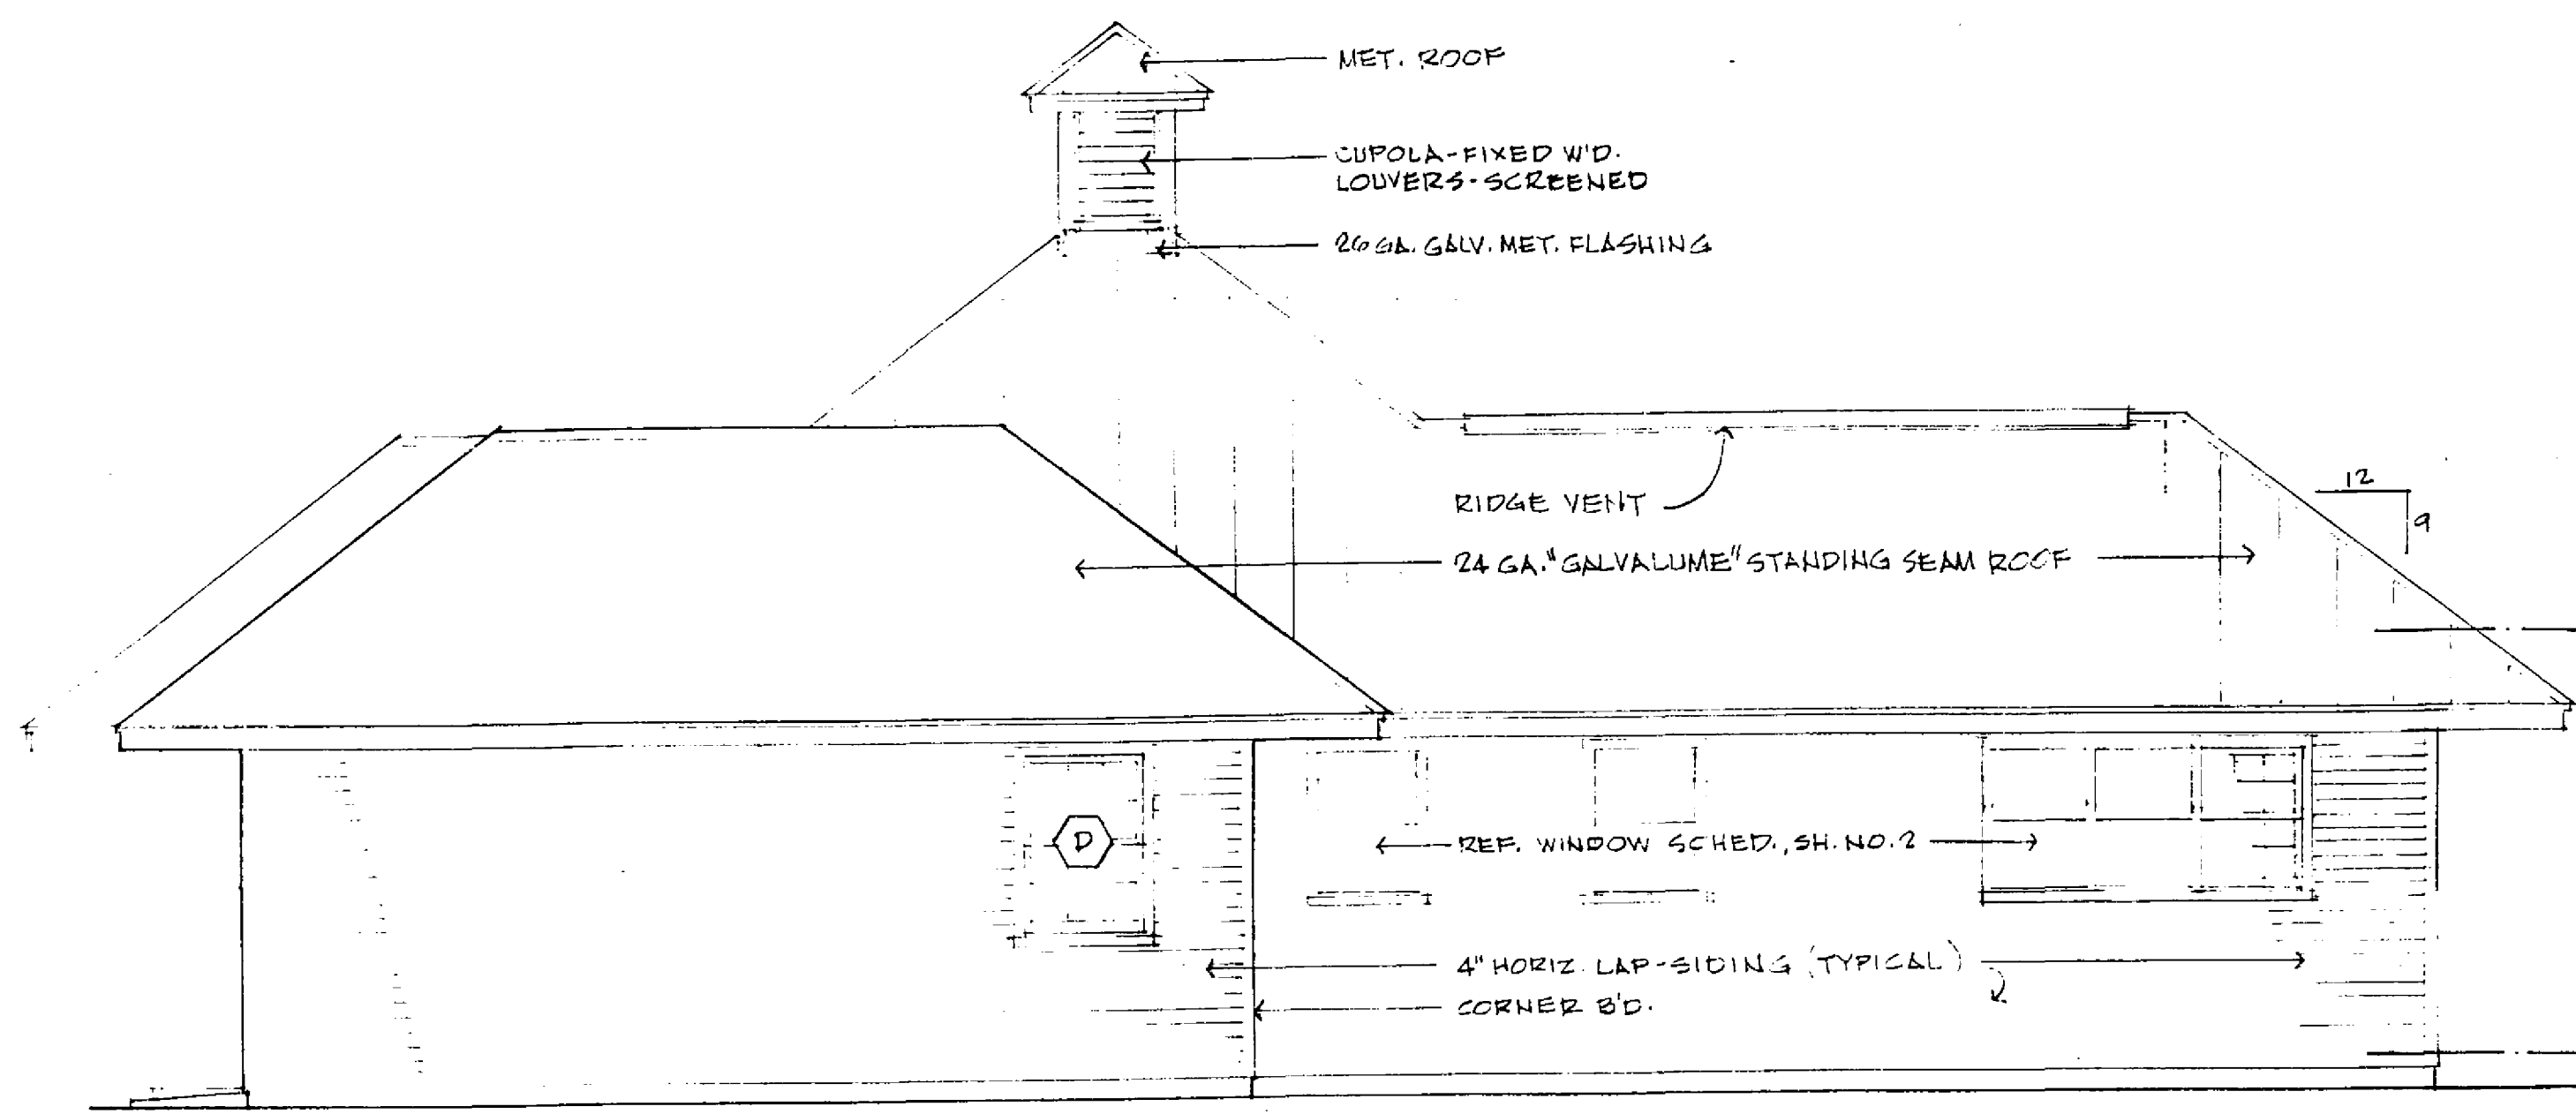 MET. ROOF
CUPOLA-FIXED W'D.
LOUVERS-SCREENED
26 GA. GALV. MET. FLASHING
12
9
RIDGE VENT
24 GA. "GALVALUME" STANDING SEAM ROOF
D
REF. WINDOW SCHED., SH. NO. 2
4" HORIZ. LAP-SIDING (TYPICAL)
CORNER B'D.